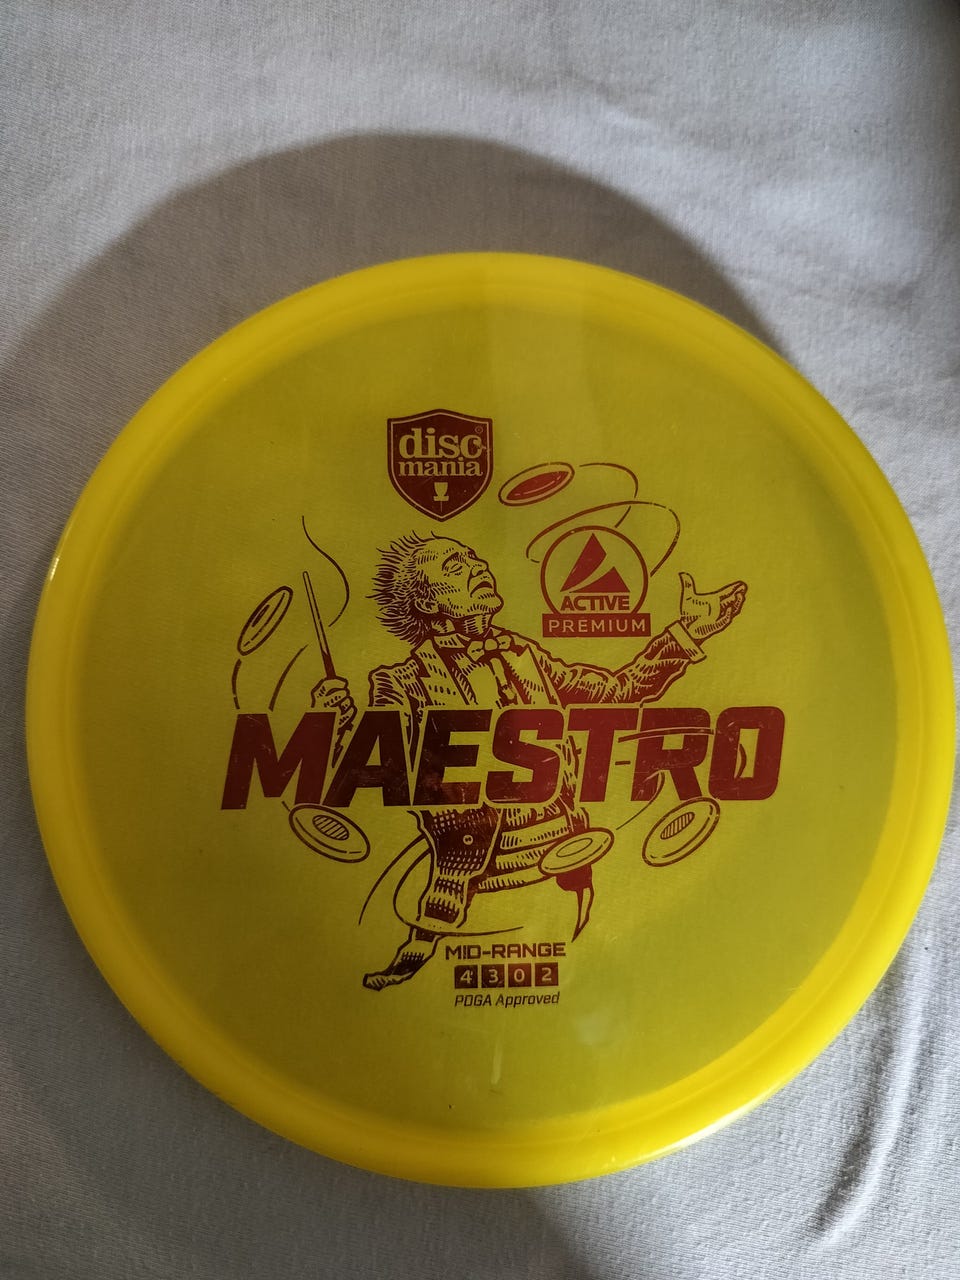 disc®
mania
ACTIVE
PREMIUM
MAESTRO
MID-RANGE
4 3 0 2
PDGA Approved